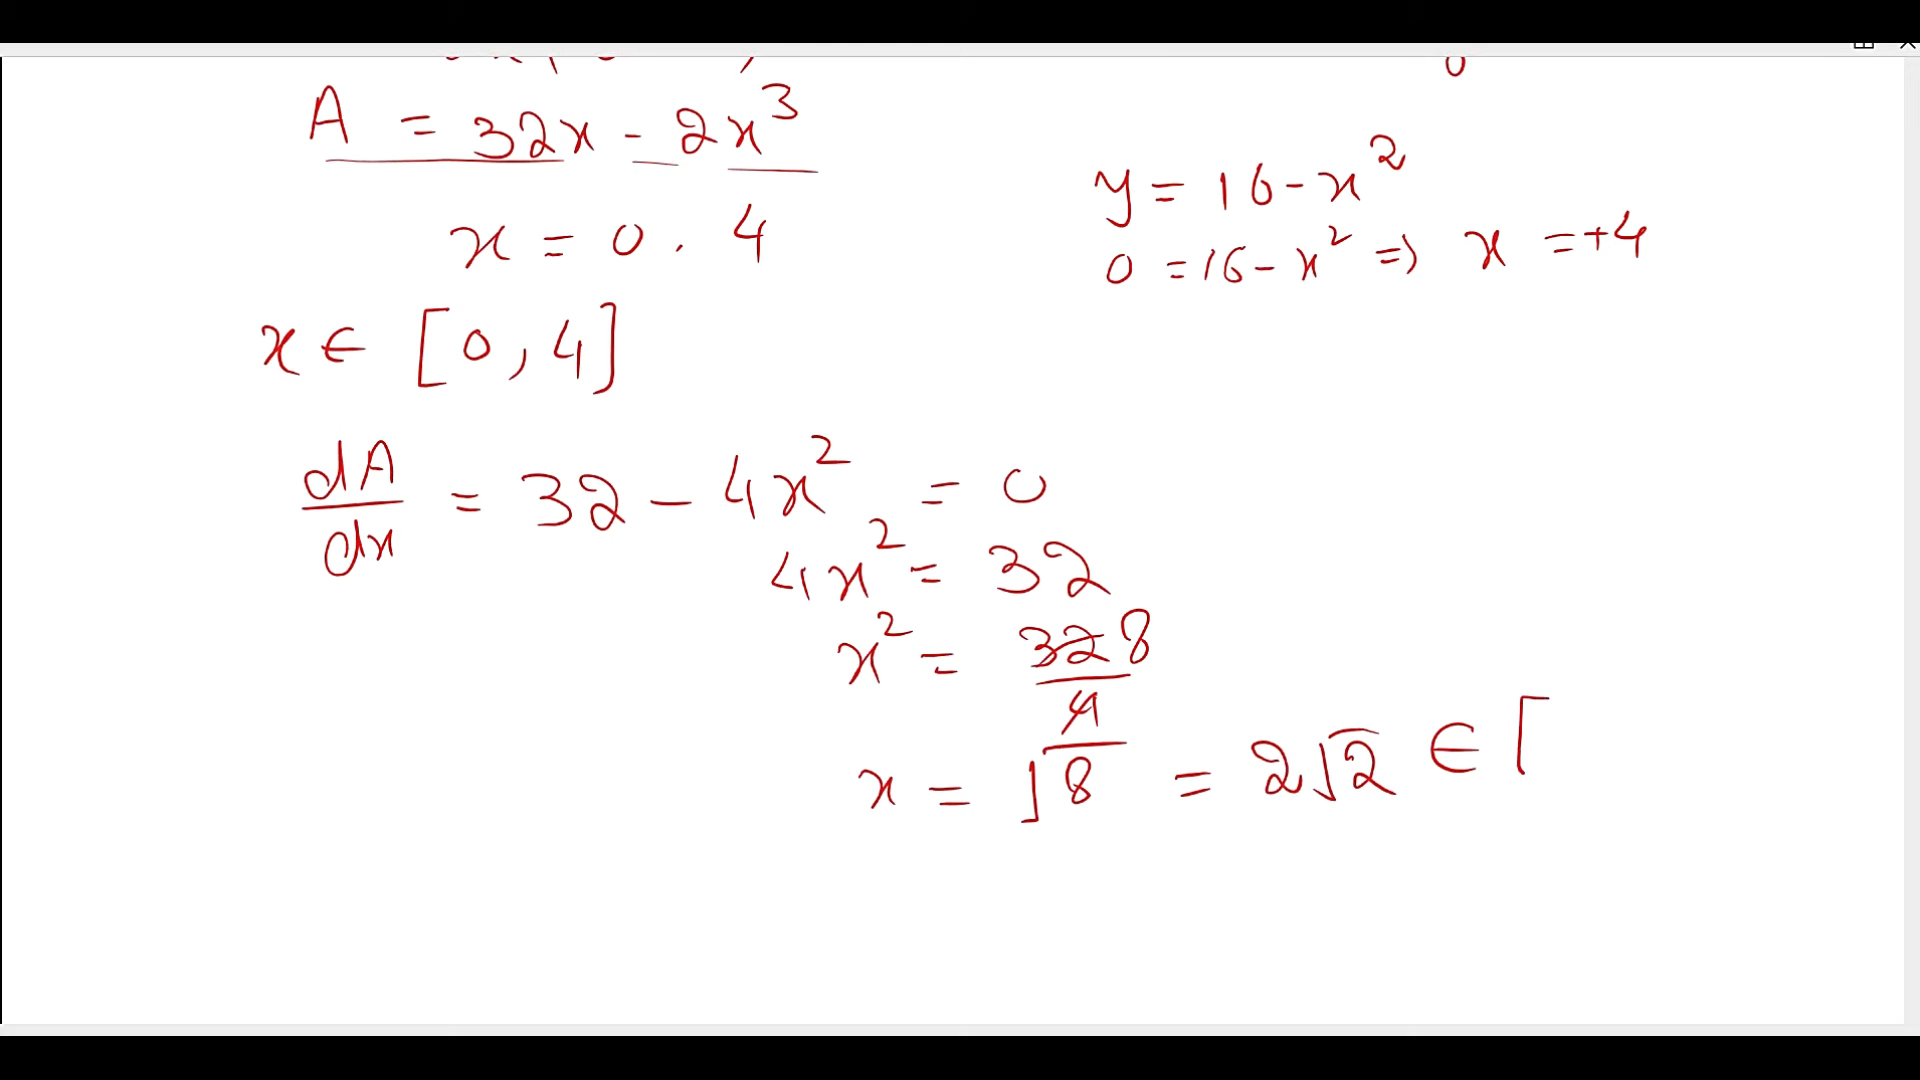 A = 32x - 2x³
y = 16 - x²
x = 0 . 4
0 = 16 - x² => x = +4
x ∈ [0, 4]
dA/dx = 32 - 4x² = 0
4x² = 32
x² = 32/4 8
x = √8 = 2√2 ∈ [